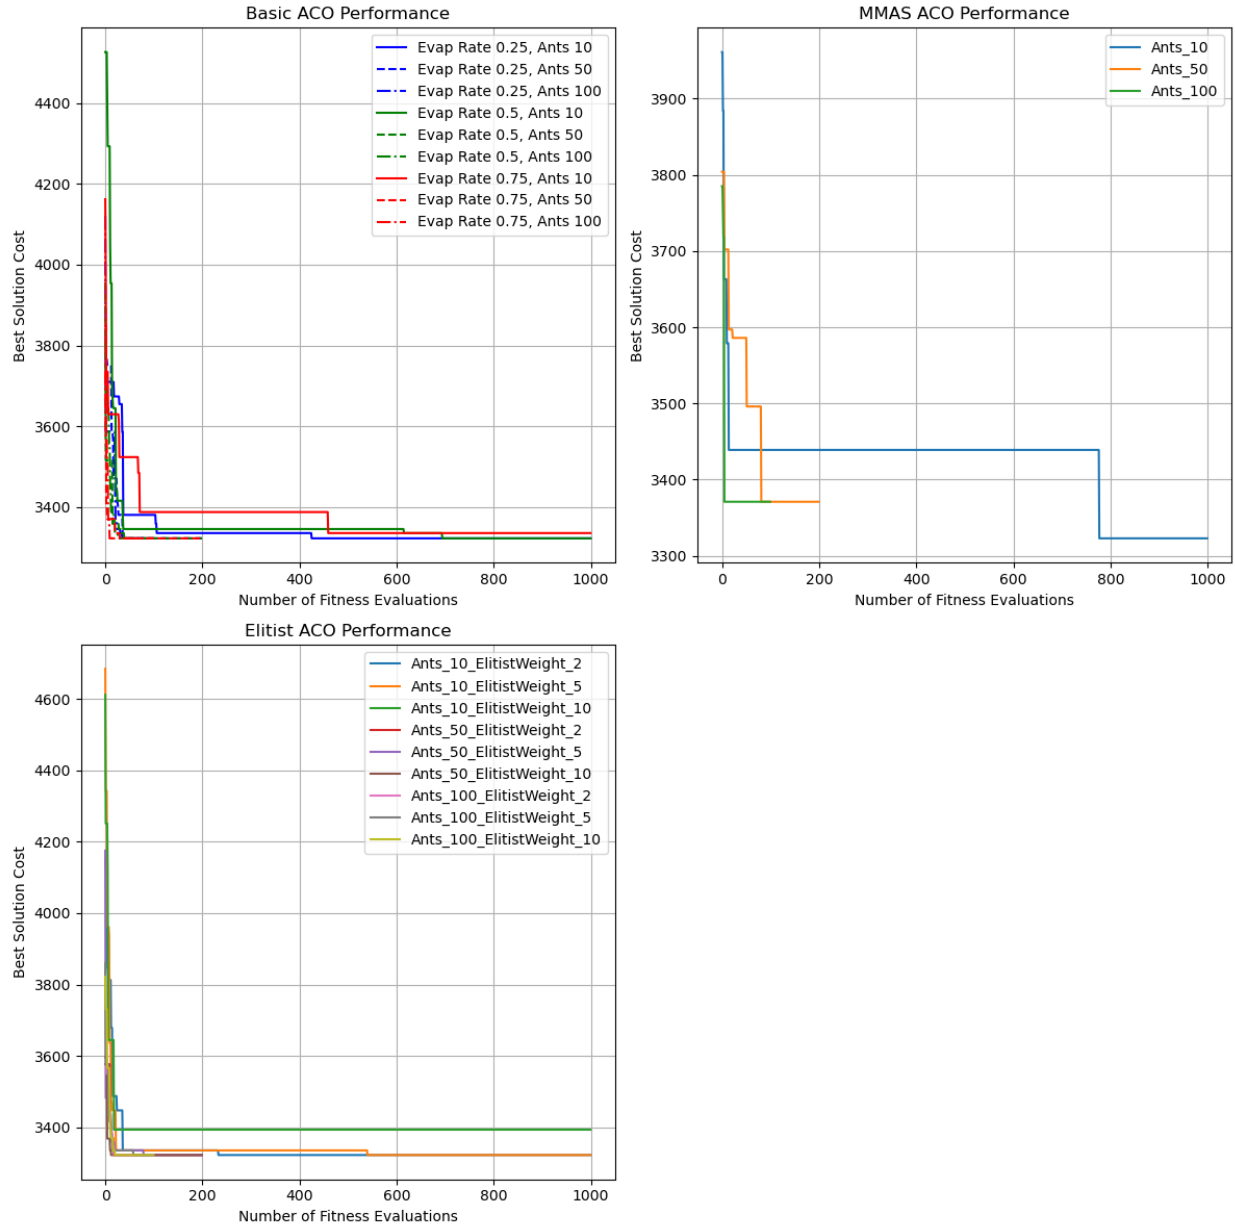 Basic ACO Performance
4400
4200
4000
3800
3600
3400
Best Solution Cost
Evap Rate 0.25, Ants 10
Evap Rate 0.25, Ants 50
Evap Rate 0.25, Ants 100
Evap Rate 0.5, Ants 10
Evap Rate 0.5, Ants 50
Evap Rate 0.5, Ants 100
Evap Rate 0.75, Ants 10
Evap Rate 0.75, Ants 50
Evap Rate 0.75, Ants 100
0 200 400 600 800 1000
Number of Fitness Evaluations
MMAS ACO Performance
3900
3800
3700
3600
3500
3400
3300
Best Solution Cost
Ants_10
Ants_50
Ants_100
0 200 400 600 800 1000
Number of Fitness Evaluations
Elitist ACO Performance
4600
4400
4200
4000
3800
3600
3400
Best Solution Cost
Ants_10_ElitistWeight_2
Ants_10_ElitistWeight_5
Ants_10_ElitistWeight_10
Ants_50_ElitistWeight_2
Ants_50_ElitistWeight_5
Ants_50_ElitistWeight_10
Ants_100_ElitistWeight_2
Ants_100_ElitistWeight_5
Ants_100_ElitistWeight_10
0 200 400 600 800 1000
Number of Fitness Evaluations